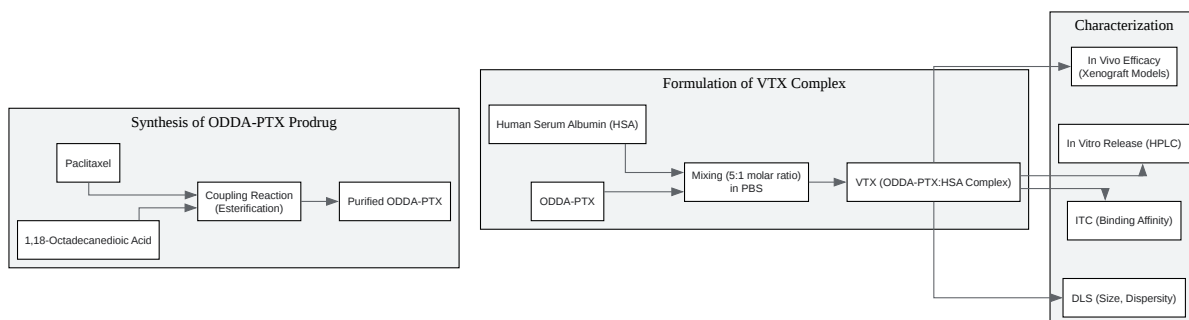 Synthesis of ODDA-PTX Prodrug
Paclitaxel
1,18-Octadecanedioic Acid
Coupling Reaction
(Esterification)
Purified ODDA-PTX
Formulation of VTX Complex
Human Serum Albumin (HSA)
ODDA-PTX
Mixing (5:1 molar ratio)
in PBS
VTX (ODDA-PTX:HSA Complex)
Characterization
In Vivo Efficacy
(Xenograft Models)
In Vitro Release (HPLC)
ITC (Binding Affinity)
DLS (Size, Dispersity)